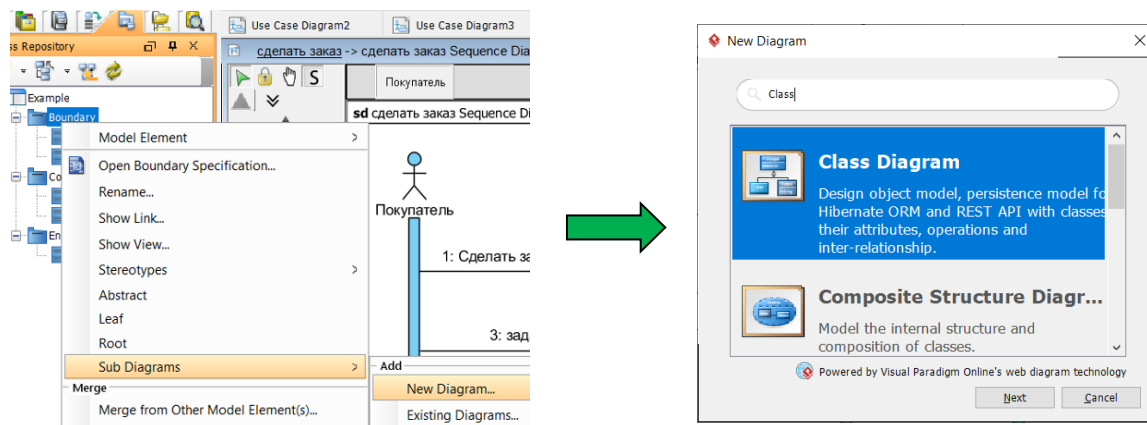 Use Case Diagram2
Use Case Diagram3
Repository
сделать заказ -> сделать заказ Sequence Dia
S
Покупатель
Example
Boundary
sd сделать заказ Sequence Di
Model Element
Open Boundary Specification...
Rename...
Show Link...
Show View...
Stereotypes
Abstract
Leaf
Root
Sub Diagrams
Merge
Merge from Other Model Element(s)...
Co
En
Покупатель
1: Сделать за
3: зад
Add
New Diagram...
Existing Diagrams...
New Diagram
Class
Class Diagram
Design object model, persistence model fo
Hibernate ORM and REST API with classes
their attributes, operations and
inter-relationship.
Composite Structure Diagr...
Model the internal structure and
composition of classes.
Powered by Visual Paradigm Online's web diagram technology
Next
Cancel